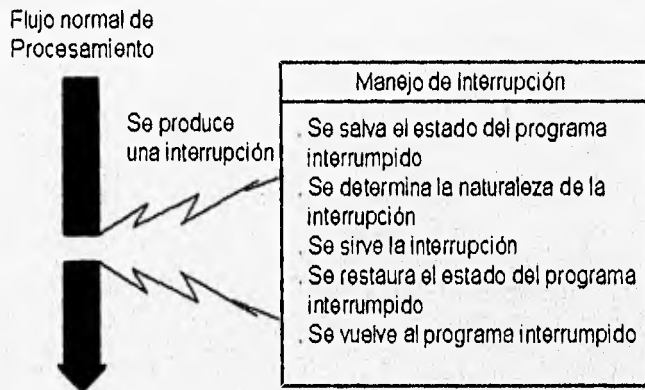 Flujo normal de
Procesamiento
Se produce
una interrupción
Manejo de Interrupción
. Se salva el estado del programa
interrumpido
. Se determina la naturaleza de la
interrupción
. Se sirve la interrupción
. Se restaura el estado del programa
interrumpido
. Se vuelve al programa interrumpido